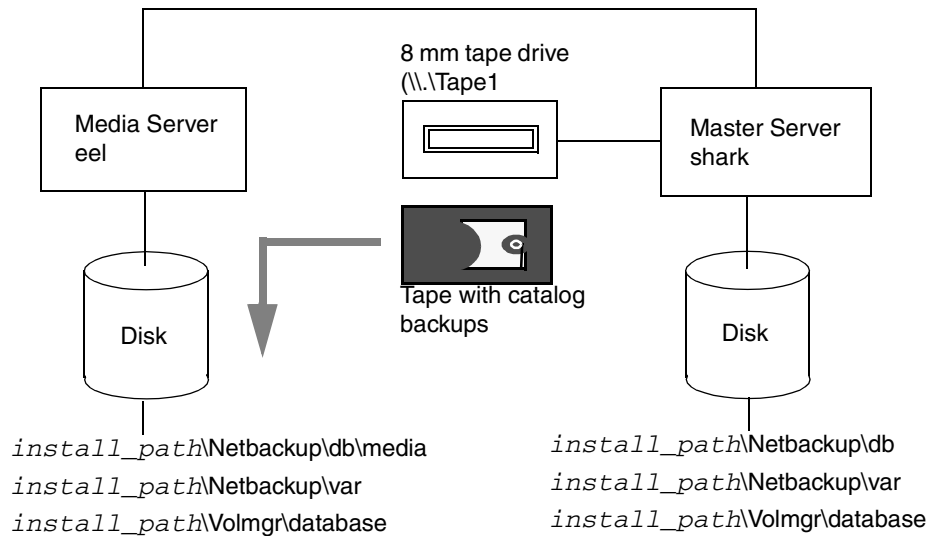 8 mm tape drive
(\\.\Tape1
Media Server
eel
Master Server
shark
Tape with catalog
backups
Disk
Disk
install_path\Netbackup\db\media
install_path\Netbackup\var
install_path\Volmgr\database
install_path\Netbackup\db
install_path\Netbackup\var
install_path\Volmgr\database